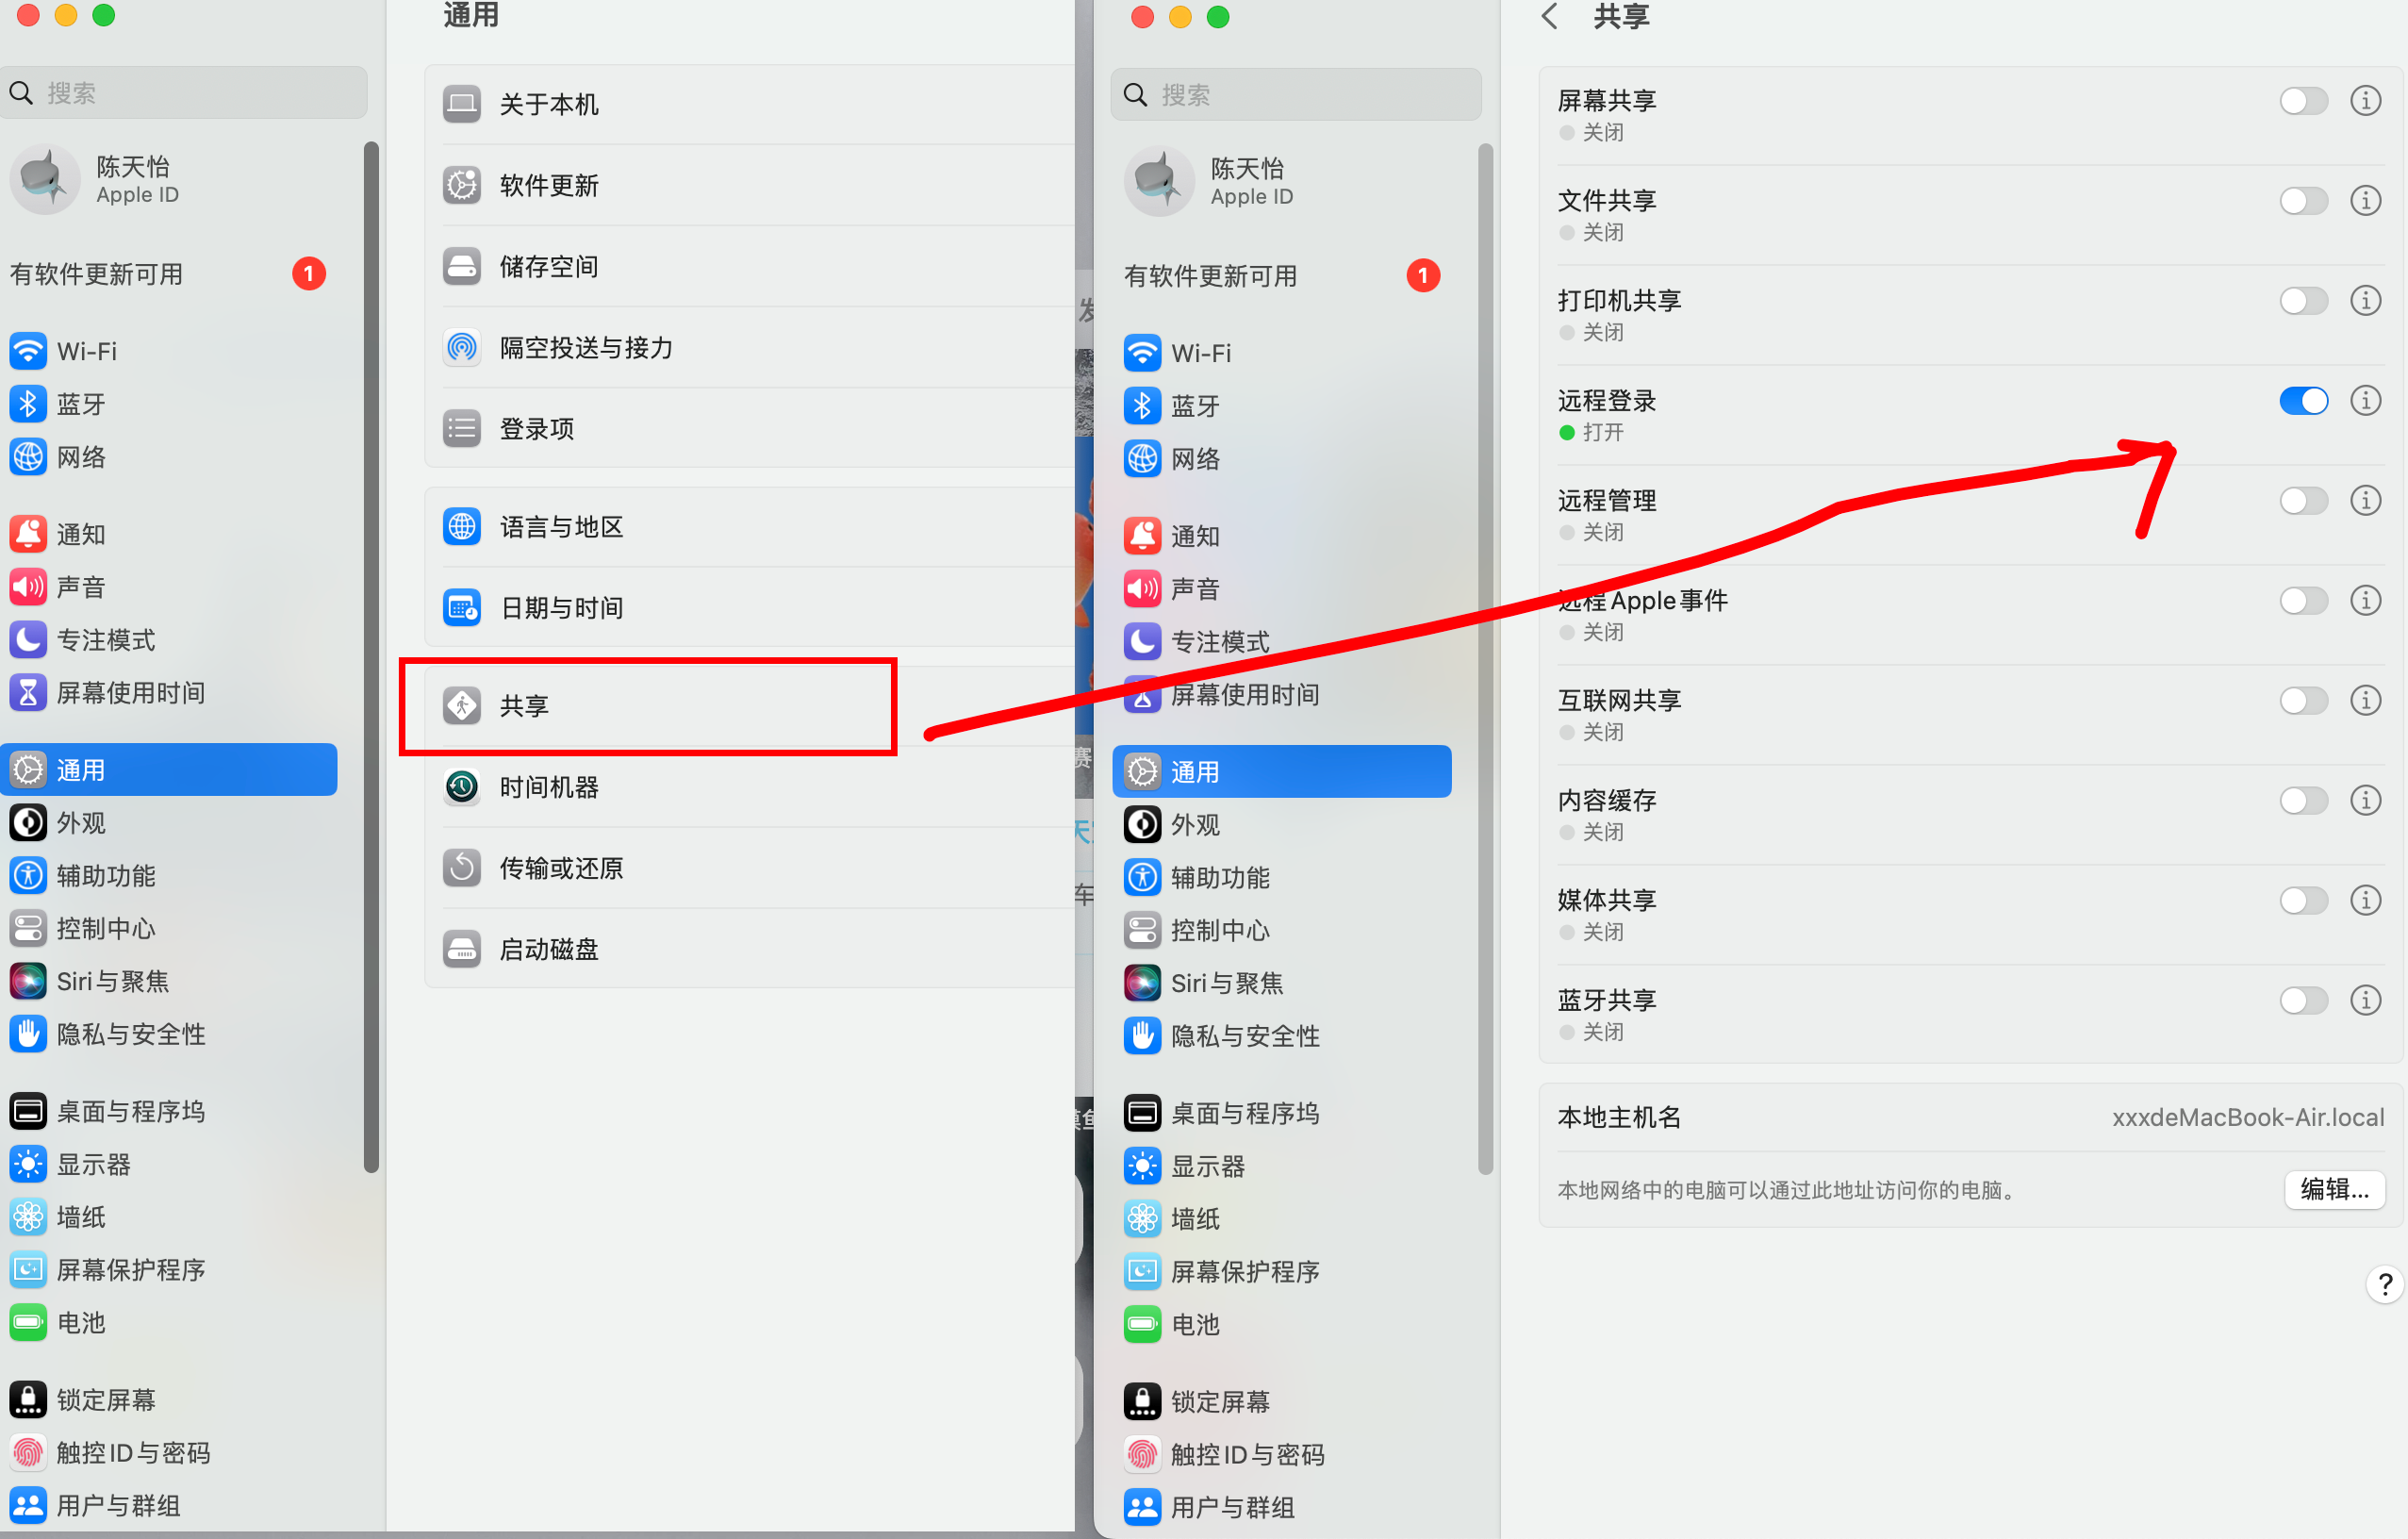 通用
搜索
陈天怡
Apple ID
有软件更新可用
1
Wi-Fi
蓝牙
网络
通知
声音
专注模式
屏幕使用时间
通用
外观
辅助功能
控制中心
Siri与聚焦
隐私与安全性
桌面与程序坞
显示器
墙纸
屏幕保护程序
电池
锁定屏幕
触控ID与密码
用户与群组
关于本机
软件更新
储存空间
隔空投送与接力
登录项
语言与地区
日期与时间
共享
时间机器
传输或还原
启动磁盘
赛
车
共享
搜索
陈天怡
Apple ID
有软件更新可用
1
Wi-Fi
蓝牙
网络
通知
声音
专注模式
屏幕使用时间
通用
外观
辅助功能
控制中心
Siri与聚焦
隐私与安全性
桌面与程序坞
显示器
墙纸
屏幕保护程序
电池
锁定屏幕
触控ID与密码
用户与群组
屏幕共享
关闭
文件共享
关闭
打印机共享
关闭
远程登录
打开
远程管理
关闭
远程Apple事件
关闭
互联网共享
关闭
内容缓存
关闭
媒体共享
关闭
蓝牙共享
关闭
本地主机名
xxxdeMacBook-Air.local
本地网络中的电脑可以通过此地址访问你的电脑。
编辑...
?